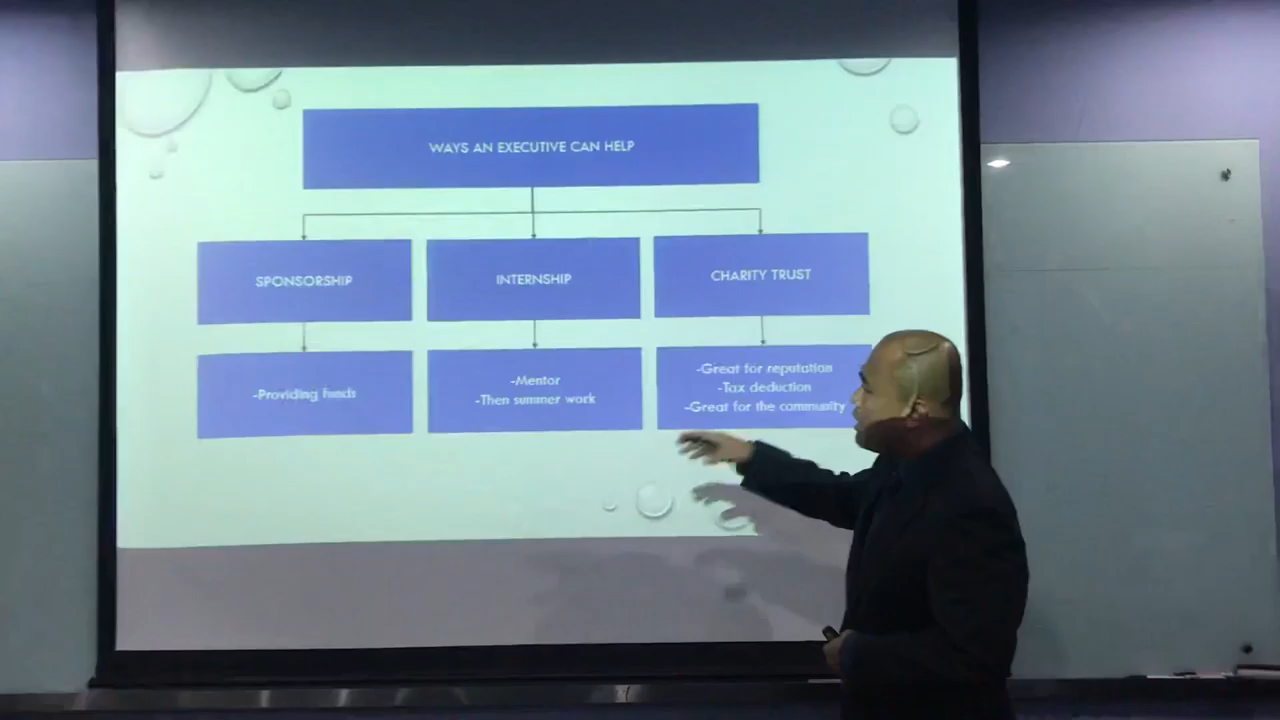 WAYS AN EXECUTIVE CAN HELP
SPONSORSHIP
INTERNSHIP
CHARITY TRUST
-Providing funds
-Mentor
-Then summer work
-Great for reputation
-Tax deduction
-Great for the community